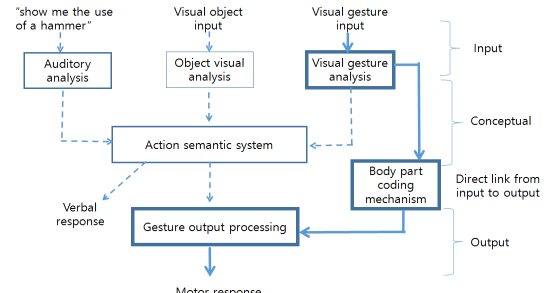 “show me the use
of a hammer”
Visual object
input
Visual gesture
input
Auditory
analysis
Object visual
analysis
Visual gesture
analysis
Input
Action semantic system
Conceptual
Body part
coding
mechanism
Direct link from
input to output
Verbal
response
Gesture output processing
Output
Motor response